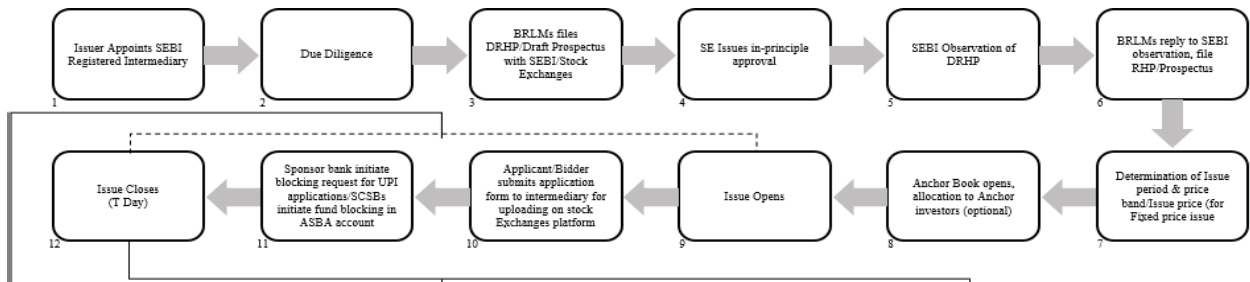 Issuer Appoints SEBI
Registered Intermediary
1
Due Diligence
2
BRLMs files
DRHP/Draft Prospectus
with SEBI/Stock
Exchanges
3
SE Issues in-principle
approval
4
SEBI Observation of
DRHP
5
BRLMs reply to SEBI
observation, file
RHP/Prospectus
6
Determination of Issue
period & price
band/Issue price (for
Fixed price issue
7
Anchor Book opens,
allocation to Anchor
investors (optional)
8
Issue Opens
9
Applicant/Bidder
submits application
form to intermediary for
uploading on stock
Exchanges platform
10
Sponsor bank initiate
blocking request for UPI
applications/SCSBs
initiate fund blocking in
ASBA account
11
Issue Closes
(T Day)
12